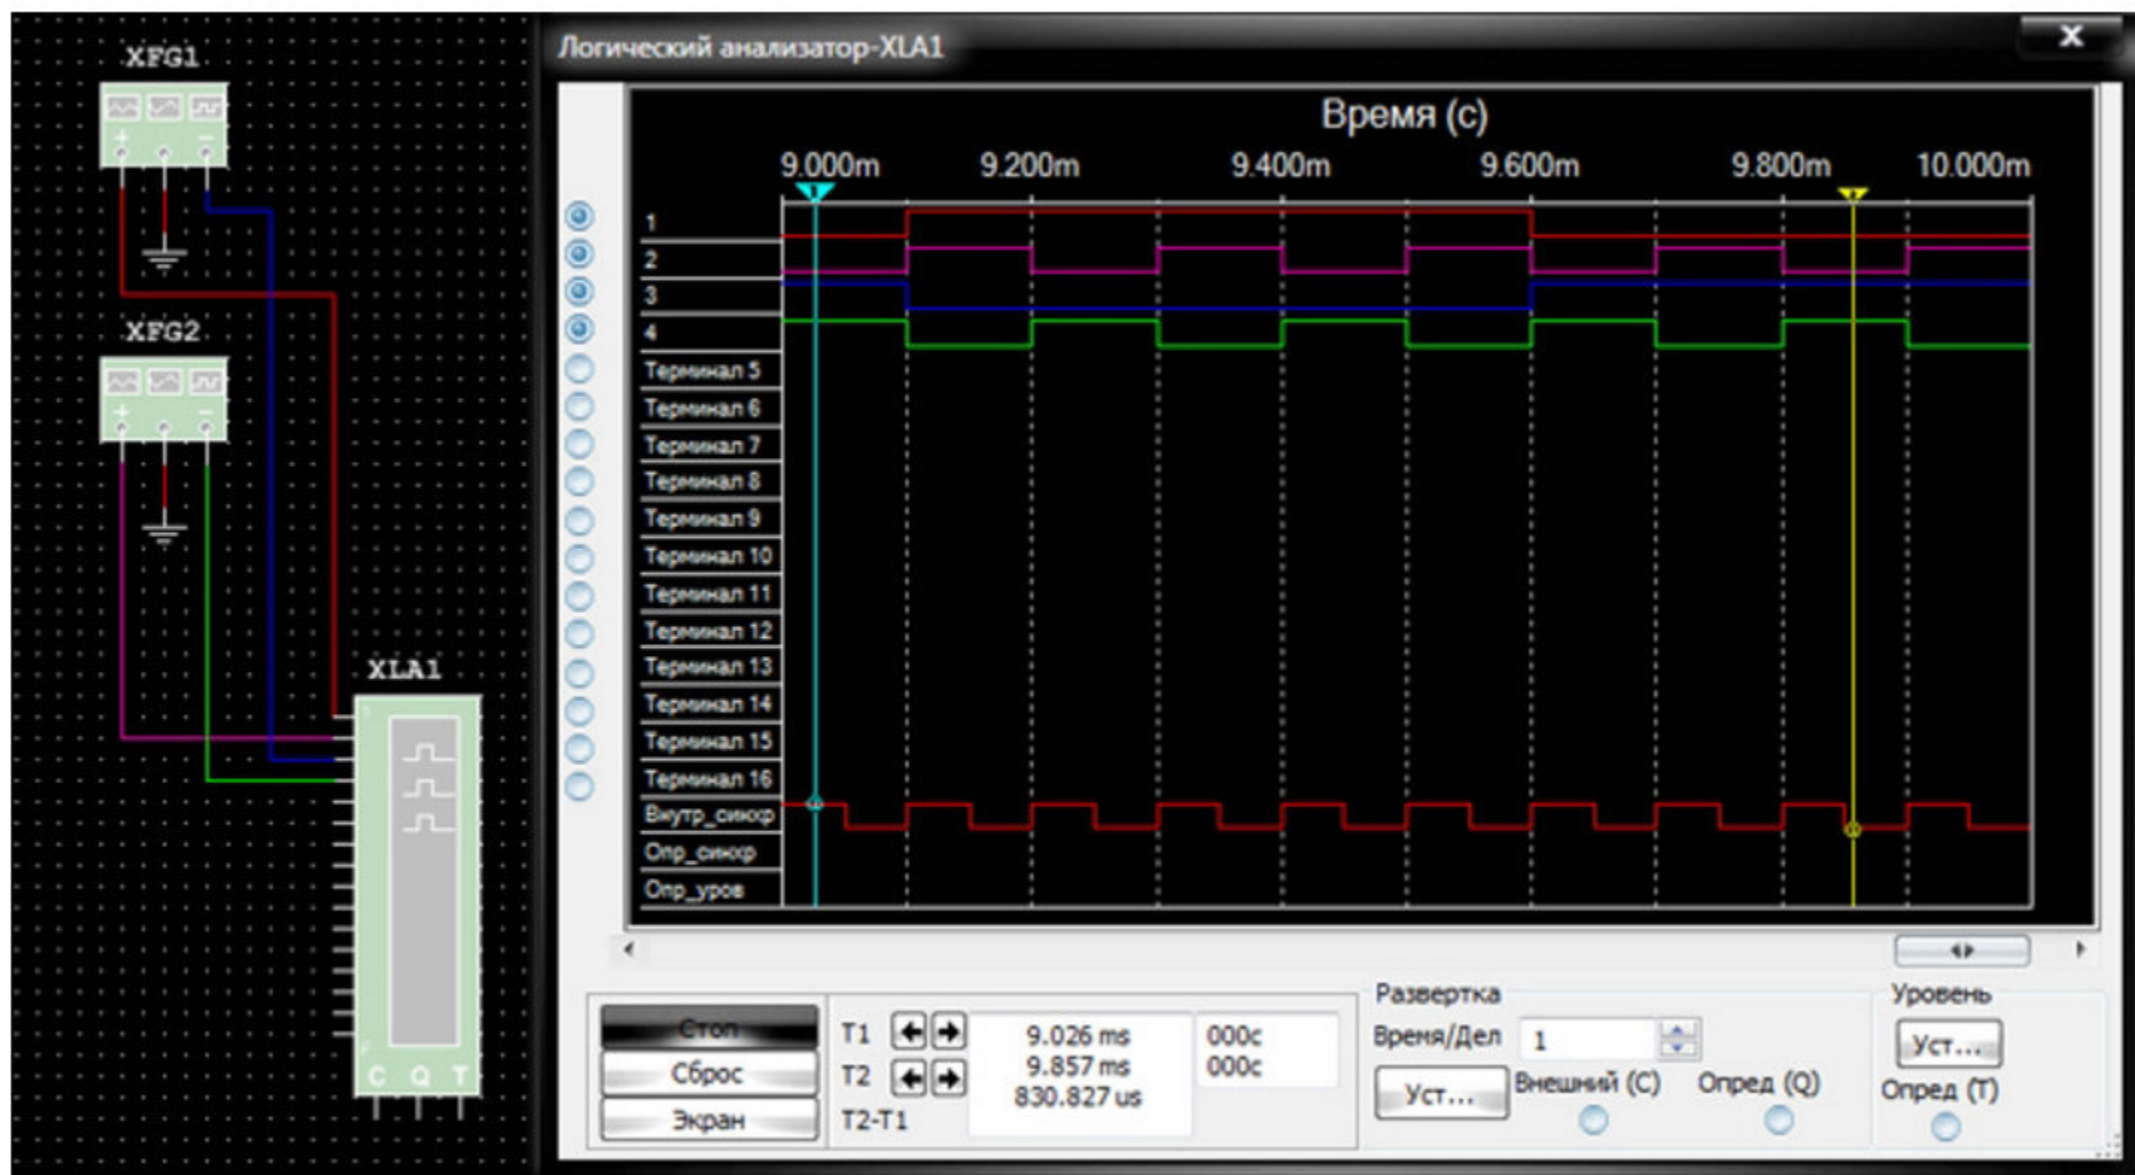 XFG1
XFG2
XLA1
C Q T
Логический анализатор-XLA1
X
Время (с)
9.000m 9.200m 9.400m 9.600m 9.800m 10.000m
1
2
3
4
Терминал 5
Терминал 6
Терминал 7
Терминал 8
Терминал 9
Терминал 10
Терминал 11
Терминал 12
Терминал 13
Терминал 14
Терминал 15
Терминал 16
Внутр_синхр
Опр_синхр
Опр_уров
Стоп
Сброс
Экран
T1 9.026 ms 000c
T2 9.857 ms 000c
T2-T1 830.827 us
Развертка
Время/Дел 1
Уст... Внешний (C) Опред (Q)
Уровень
Уст...
Опред (T)